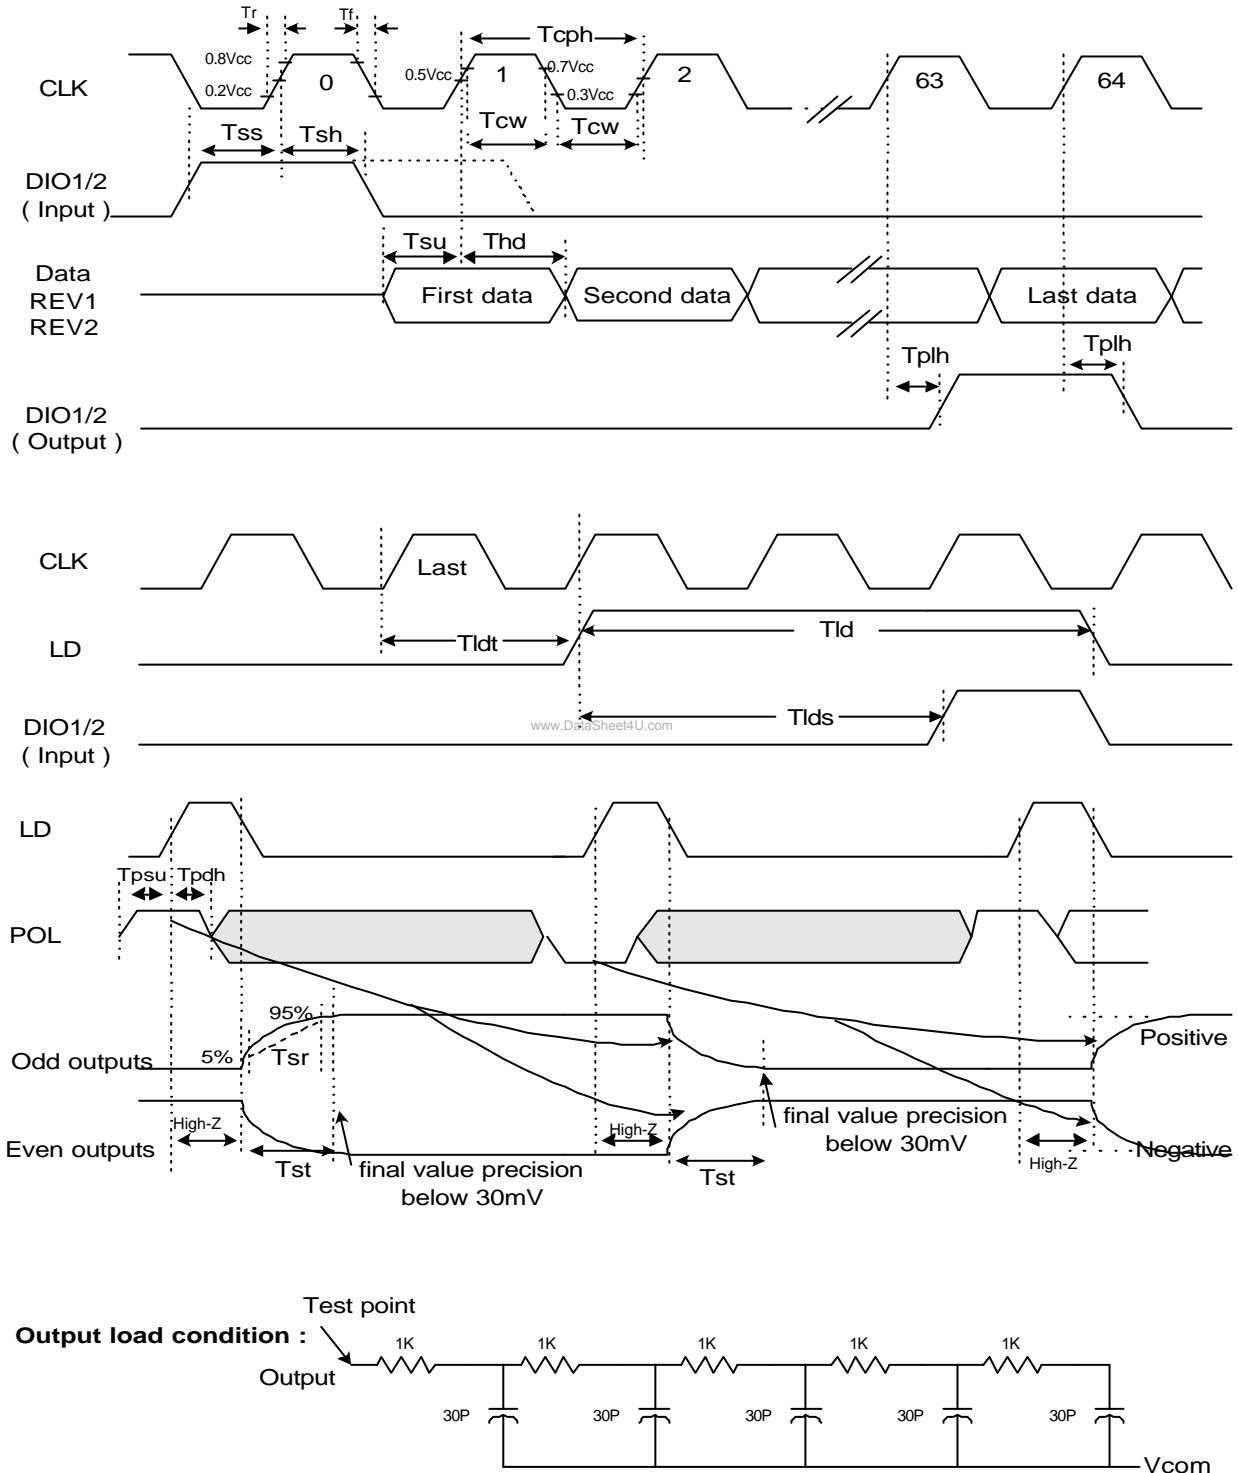 Tr Tf
Tcph
0.8Vcc
0.5Vcc 0.7Vcc
CLK 0.2Vcc 0 1 0.3Vcc 2 63 64
Tss Tsh Tcw Tcw
DIO1/2
( Input )
Tsu Thd
Data
REV1
REV2
First data Second data Last data
Tplh Tplh
DIO1/2
( Output )
CLK Last
LD Tldt Tld
DIO1/2
( Input )
Tlds
www.DataSheet4U.com
LD
Tpsu Tpdh
POL
95%
5% Tsr
Odd outputs Positive
High-Z High-Z High-Z
Even outputs Negative
Tst Tst
final value precision
below 30mV
final value precision
below 30mV
Test point
Output load condition :
Output
1K 1K 1K 1K 1K
30P 30P 30P 30P 30P
Vcom